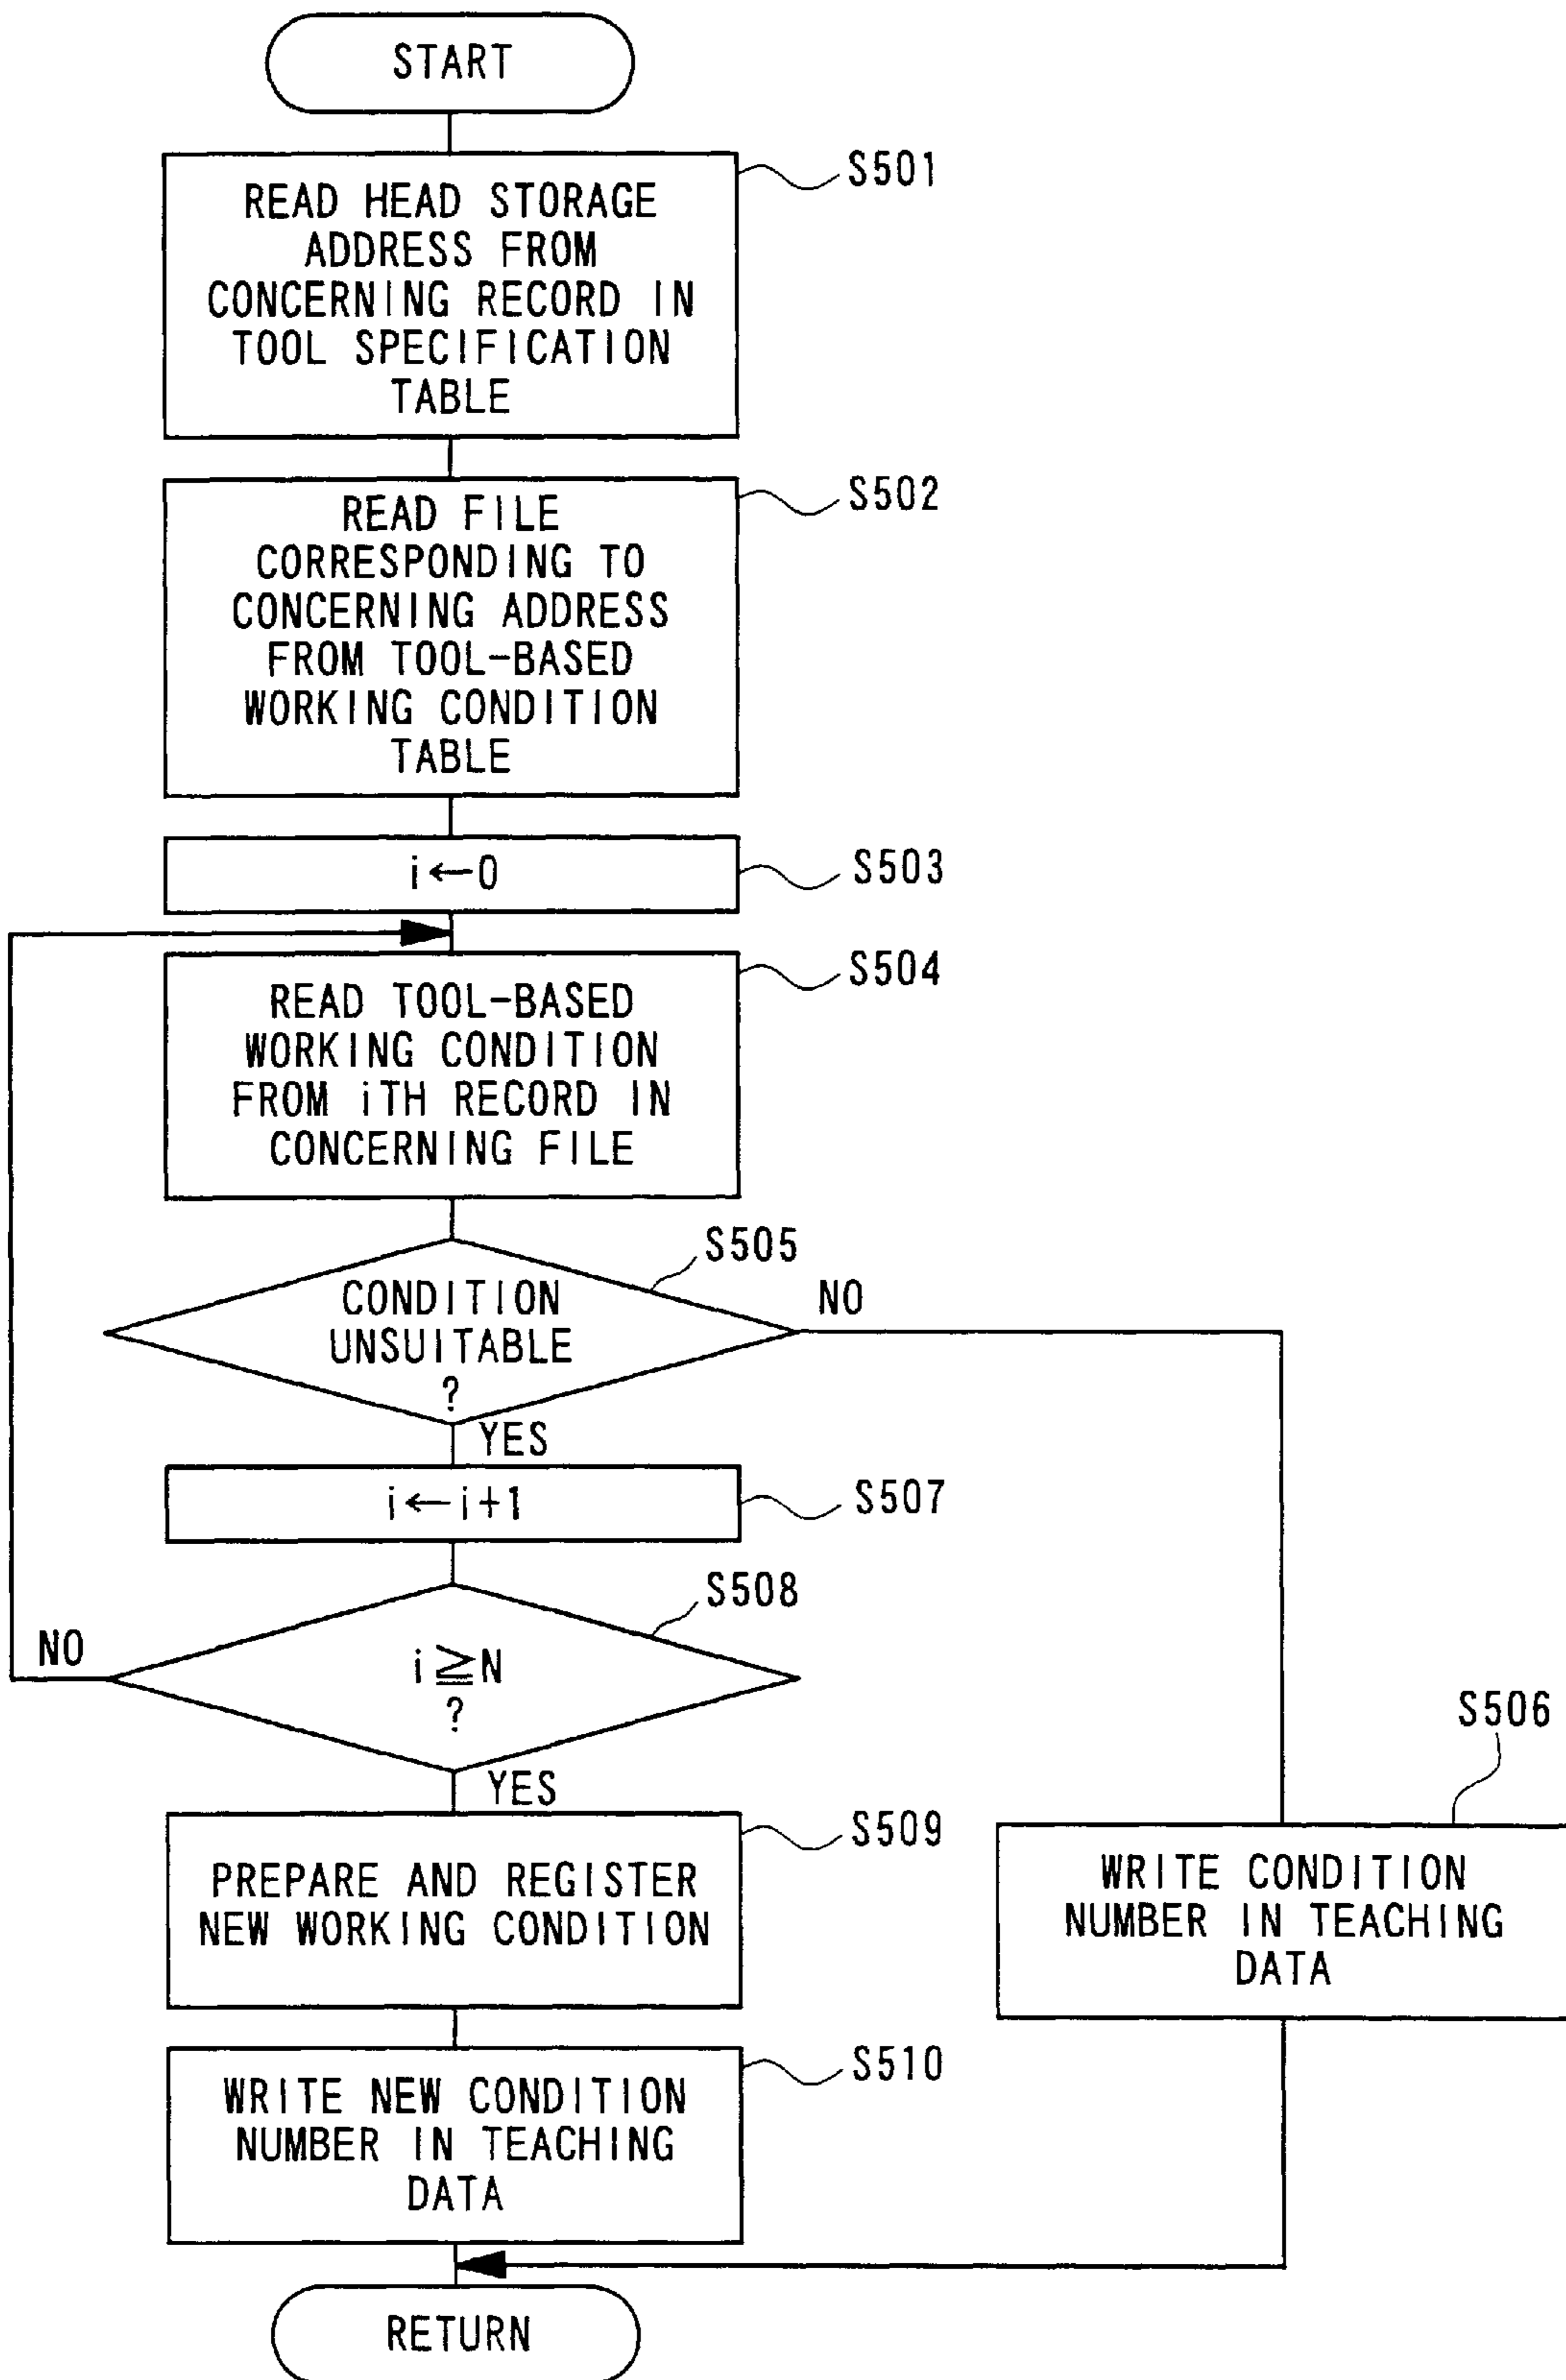 START
S501
READ HEAD STORAGE
ADDRESS FROM
CONCERNING RECORD IN
TOOL SPECIFICATION
TABLE
S502
READ FILE
CORRESPONDING TO
CONCERNING ADDRESS
FROM TOOL-BASED
WORKING CONDITION
TABLE
i←0
S503
S504
READ TOOL-BASED
WORKING CONDITION
FROM iTH RECORD IN
CONCERNING FILE
S505
CONDITION
UNSUITABLE
?
NO
YES
i←i+1
S507
S508
i≧N
?
NO
YES
S506
S509
PREPARE AND REGISTER
NEW WORKING CONDITION
WRITE CONDITION
NUMBER IN TEACHING
DATA
S510
WRITE NEW CONDITION
NUMBER IN TEACHING
DATA
RETURN